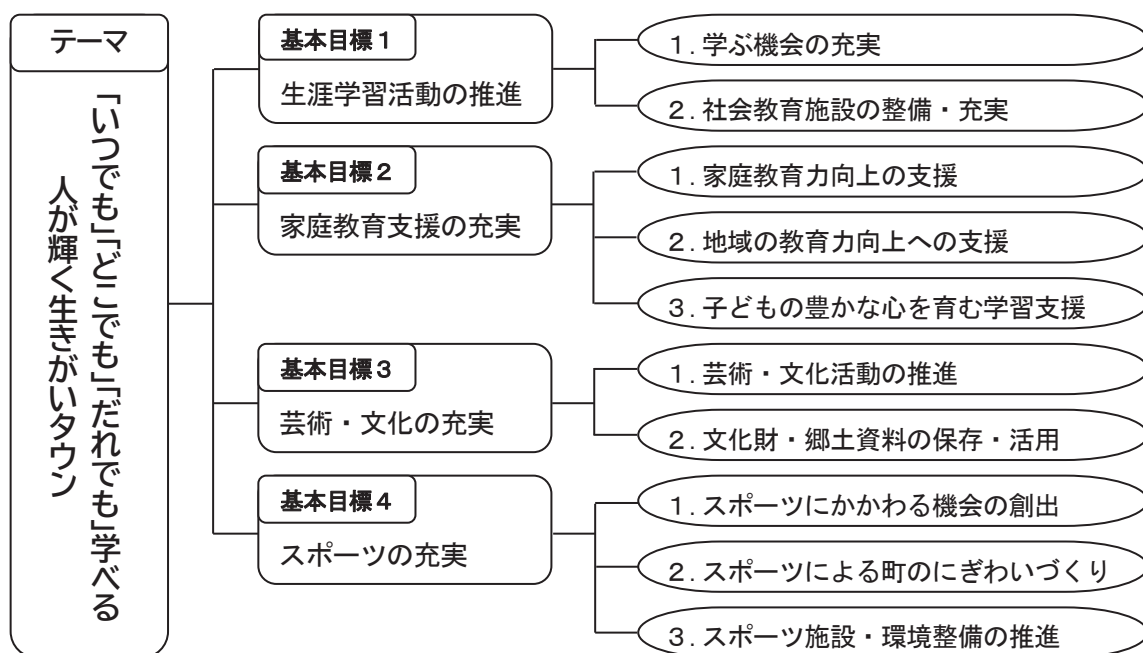 テーマ
「いつでも」「どこでも」「だれでも」学べる
人が輝く生きがいタウン
基本目標1
生涯学習活動の推進
1. 学ぶ機会の充実
2. 社会教育施設の整備・充実
基本目標2
家庭教育支援の充実
1. 家庭教育力向上の支援
2. 地域の教育力向上への支援
3. 子どもの豊かな心を育む学習支援
基本目標3
芸術・文化の充実
1. 芸術・文化活動の推進
2. 文化財・郷土資料の保存・活用
基本目標4
スポーツの充実
1. スポーツにかかわる機会の創出
2. スポーツによる町のにぎわいづくり
3. スポーツ施設・環境整備の推進